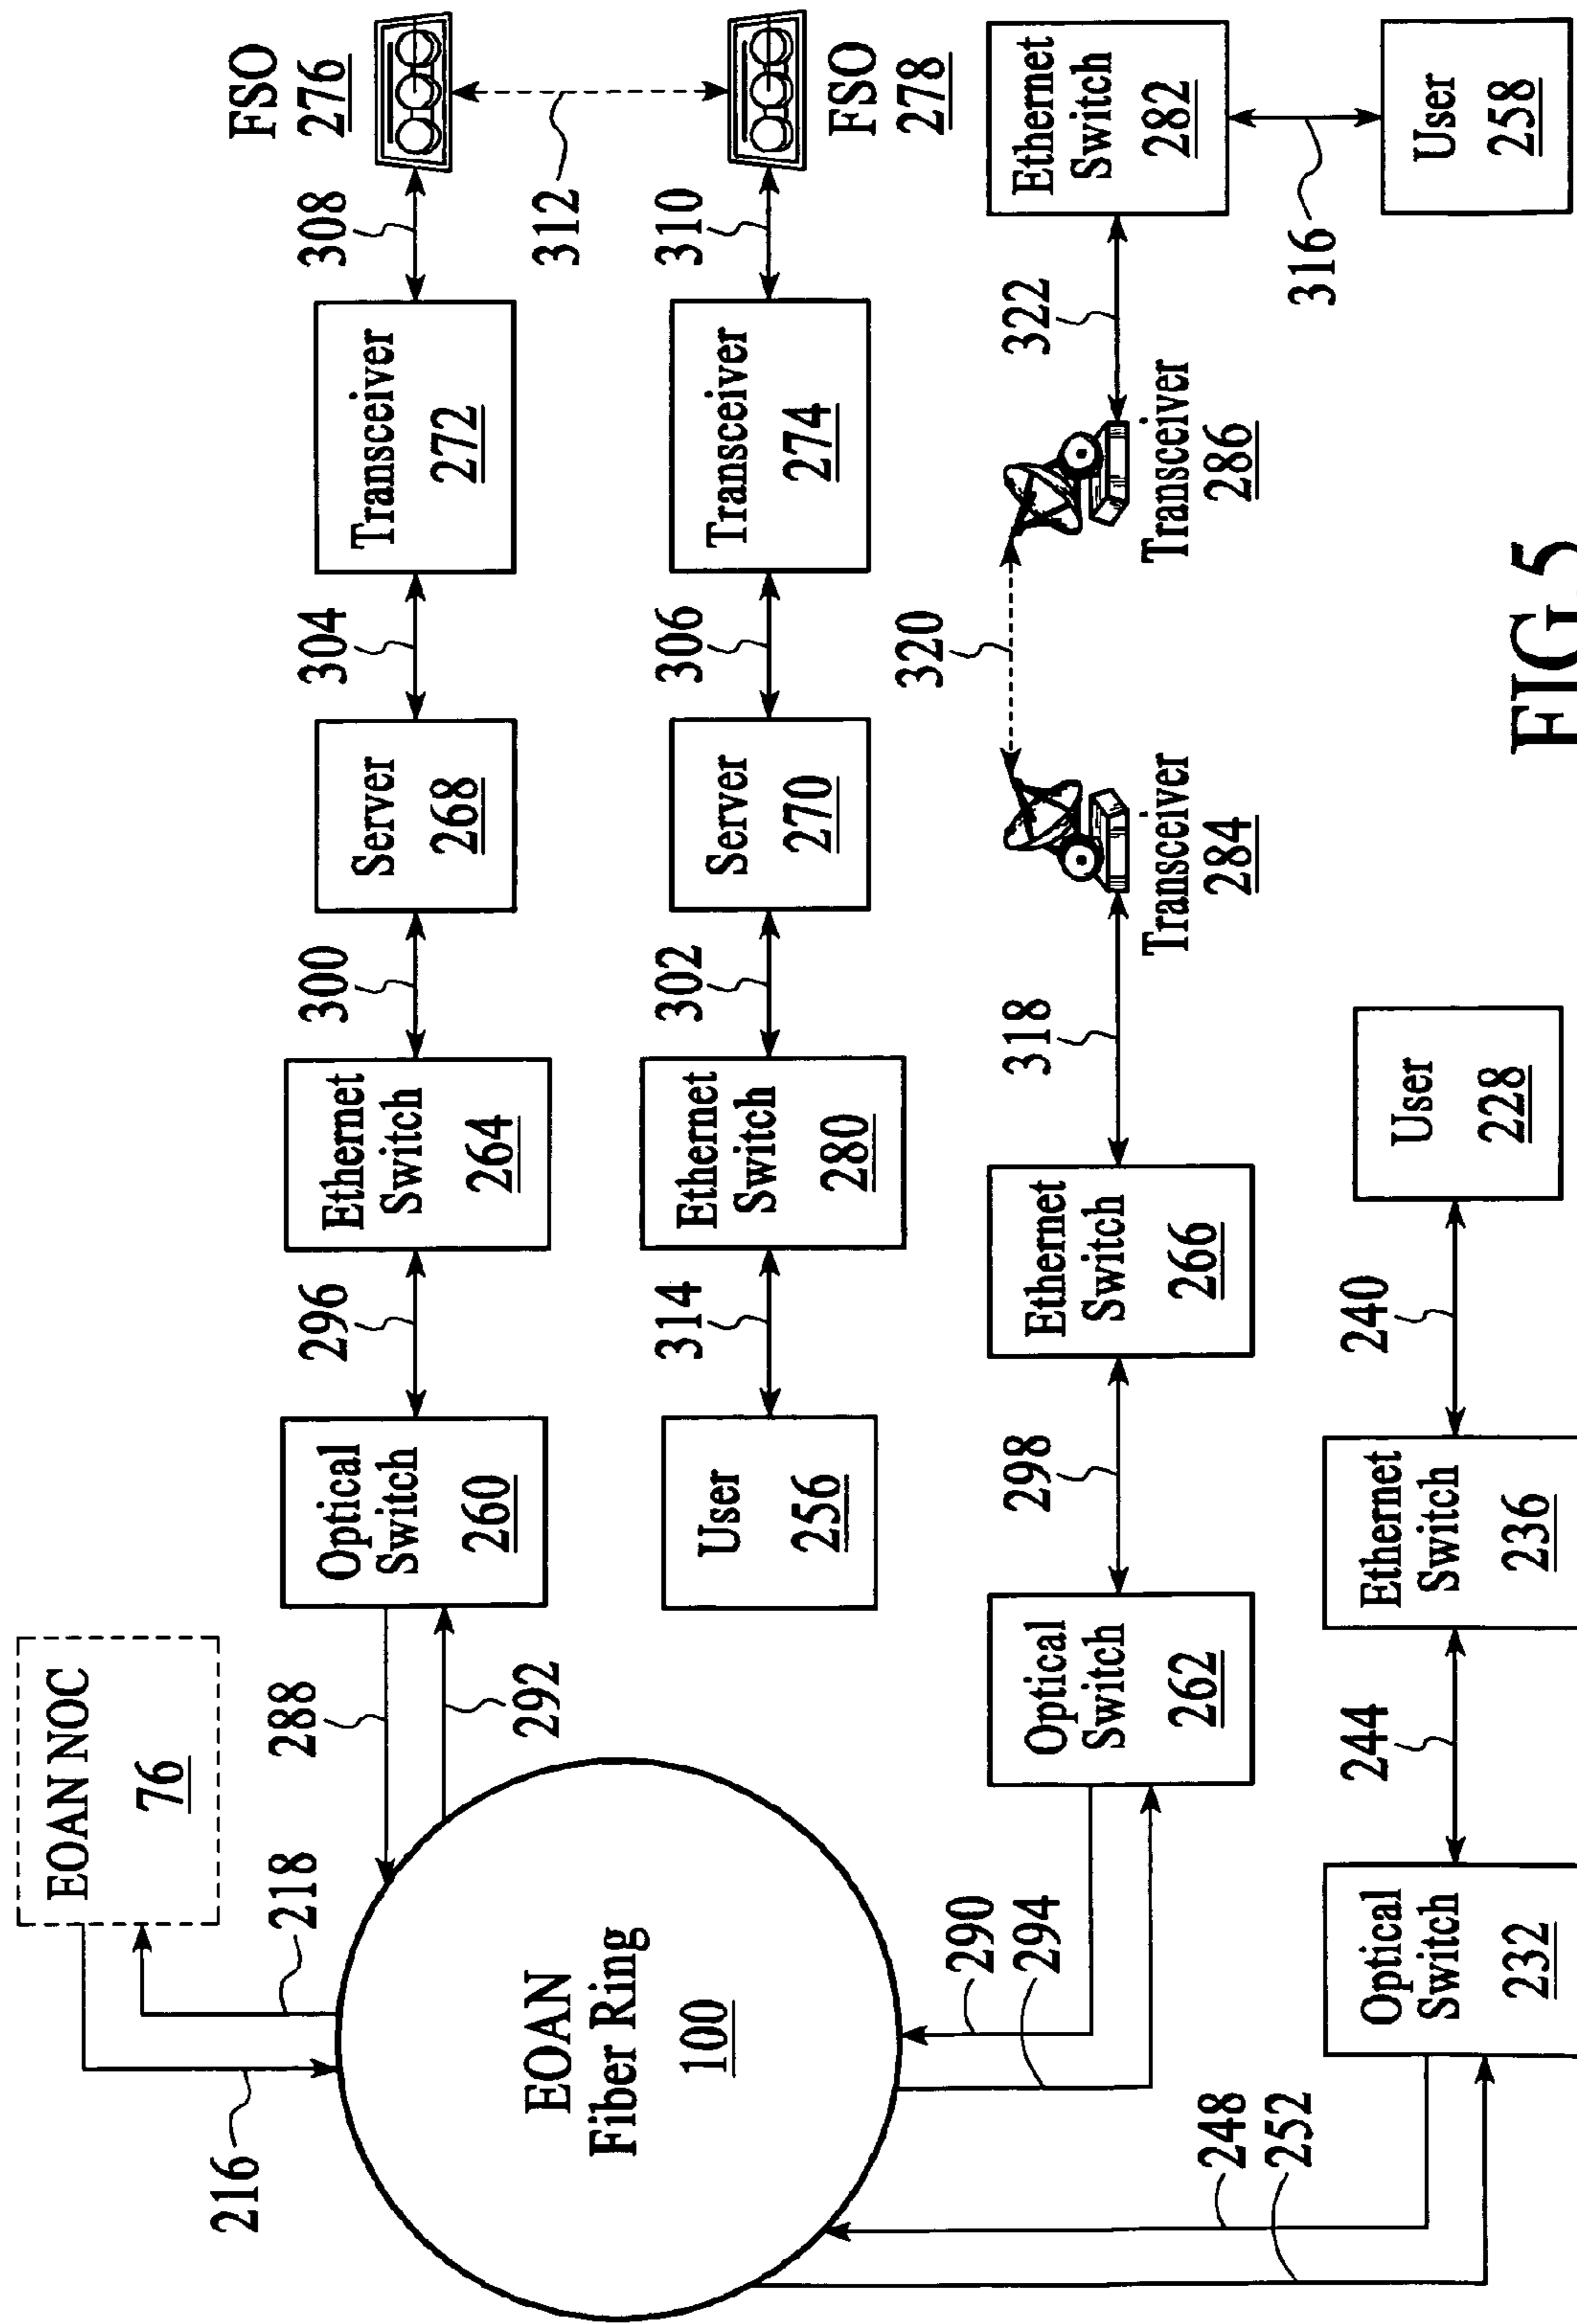 EOAN NOC
76
216
218
288
292
EOAN
Fiber Ring
100
Optical
Switch
260
296
Ethernet
Switch
264
300
Server
268
304
Transceiver
272
308
FSO
276
312
User
256
314
Ethernet
Switch
280
302
Server
270
306
Transceiver
274
310
FSO
278
290
294
Optical
Switch
262
298
Ethernet
Switch
266
318
Transceiver
284
320
Transceiver
286
322
Ethernet
Switch
282
316
User
258
248
252
Optical
Switch
232
244
Ethernet
Switch
236
240
User
228
FIG.5